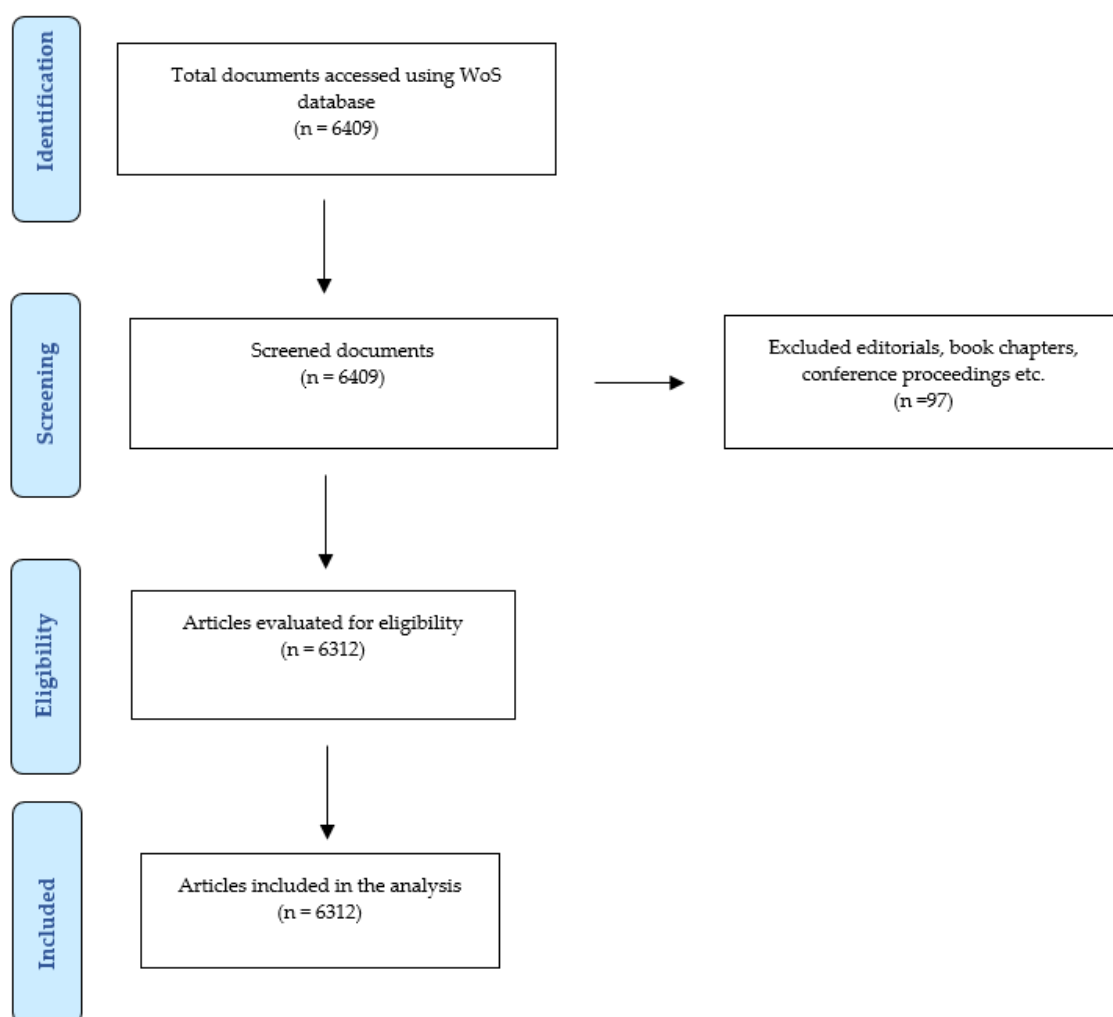 Identification
Total documents accessed using WoS
database
(n = 6409)
Screening
Screened documents
(n = 6409)
Excluded editorials, book chapters,
conference proceedings etc.
(n =97)
Eligibility
Articles evaluated for eligibility
(n = 6312)
Included
Articles included in the analysis
(n = 6312)